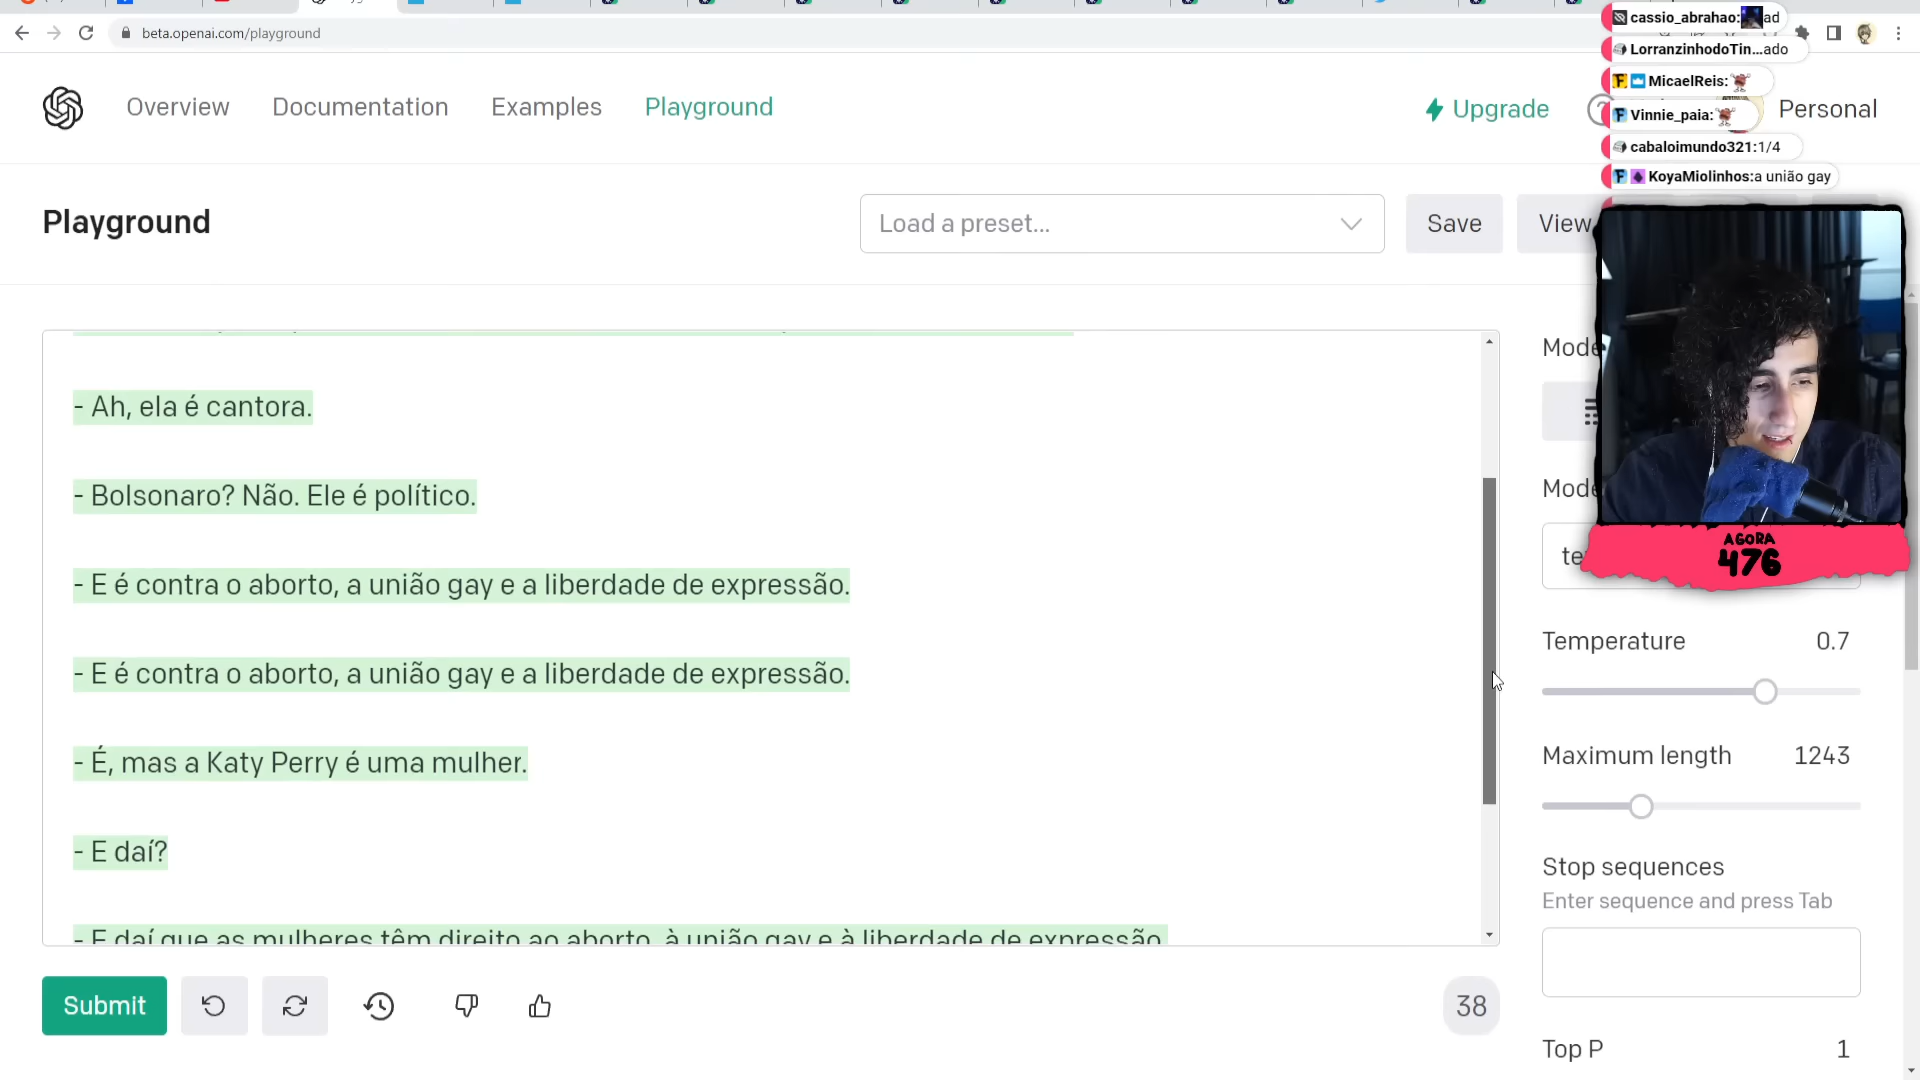 beta.openai.com/playground
Overview
Documentation
Examples
Playground
Upgrade
Personal
Playground
Load a preset...
Save
View
- Ah, ela é cantora.
- Bolsonaro? Não. Ele é político.
- E é contra o aborto, a união gay e a liberdade de expressão.
- E é contra o aborto, a união gay e a liberdade de expressão.
- É, mas a Katy Perry é uma mulher.
- E daí?
- E daí que as mulheres têm direito ao aborto, à união gay e à liberdade de expressão
Submit
38
Mode
Mode
te
Temperature 0.7
Maximum length 1243
Stop sequences
Enter sequence and press Tab
Top P 1
cassio_abrahao: ad
LorranzinhodoTin...ado
MicaelReis:
Vinnie_paia:
cabaloimundo321:1/4
KoyaMiolinhos:a união gay
AGORA
476